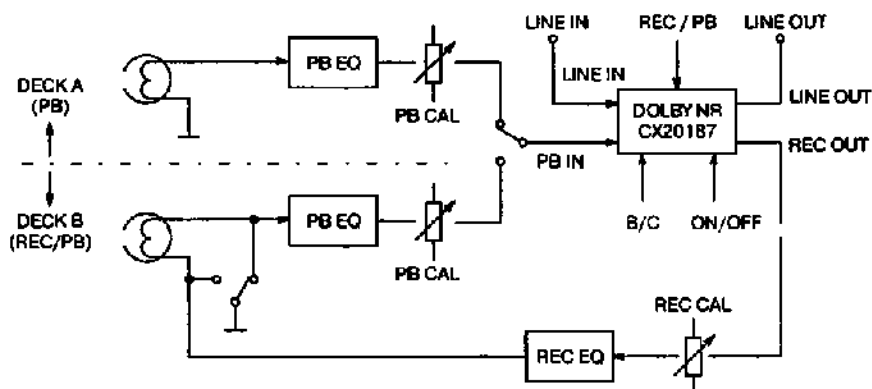 LINE IN
REC / PB
LINE OUT
DECK A
(PB)
PB EQ
PB CAL
LINE IN
DOLBY NR
CX20187
LINE OUT
REC OUT
PB IN
B/C
ON/OFF
DECK B
(REC/PB)
PB EQ
PB CAL
REC CAL
REC EQ